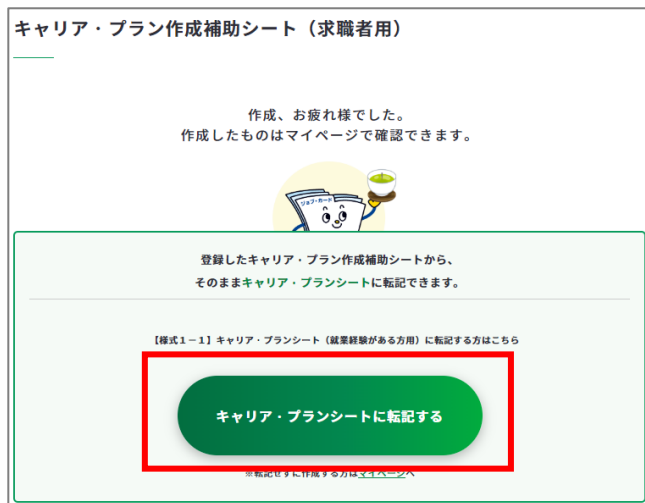 キャリア・プラン作成補助シート（求職者用）
作成、お疲れ様でした。
作成したものはマイページで確認できます。
ジョブ・カード
登録したキャリア・プラン作成補助シートから、
そのままキャリア・プランシートに転記できます。
【様式１－１】キャリア・プランシート（就業経験がある方用）に転記する方はこちら
キャリア・プランシートに転記する
※転記せずに作成する方はマイページへ